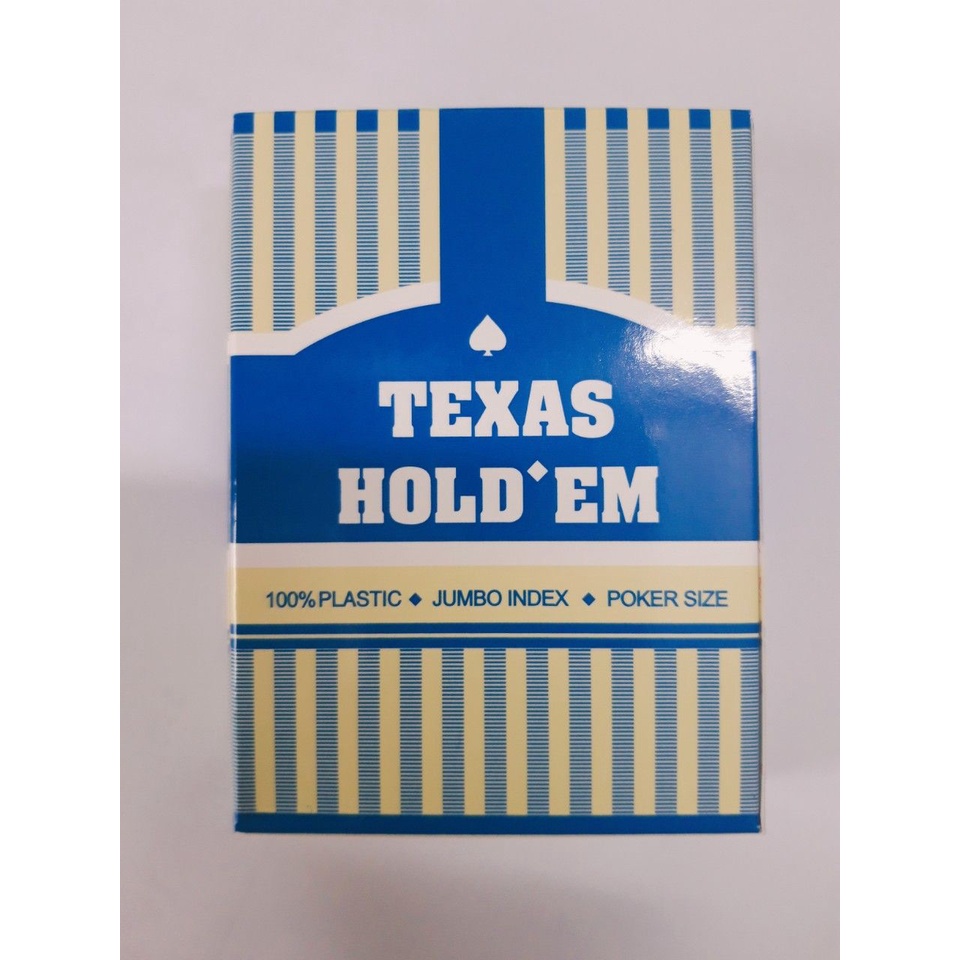 TEXAS
HOLD'EM
100% PLASTIC ◆ JUMBO INDEX ◆ POKER SIZE